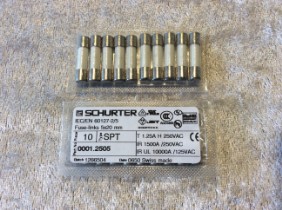 SCHURTER
IEC/EN 60127-2/5
Fuse-links 5x20 mm
10 SPT
T 1.25A H 250VAC
0001.2505
IR 1500A /250VAC
IR UL 10000A /125VAC
Swiss made